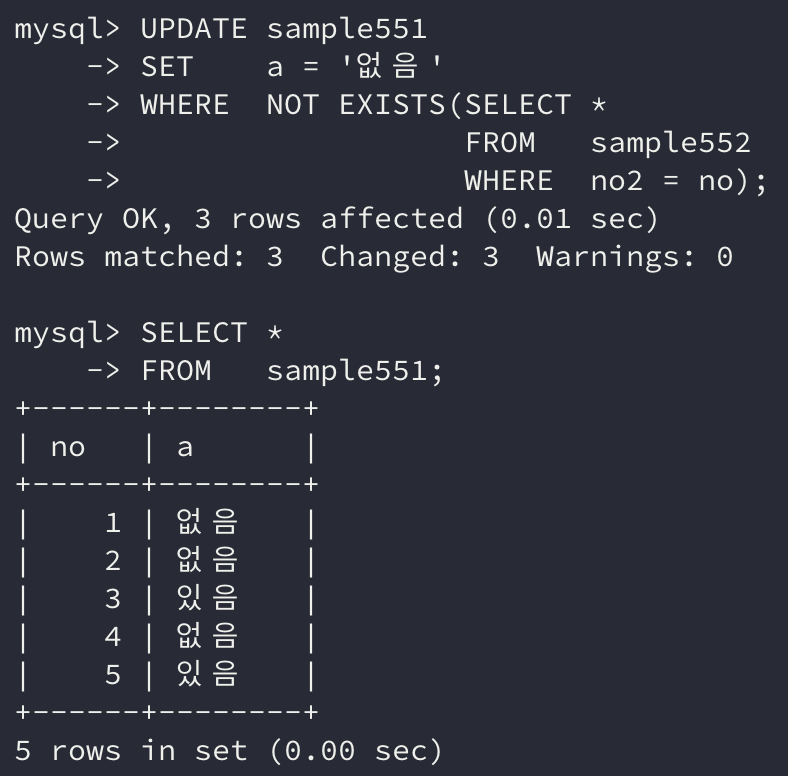 mysql> UPDATE sample551
    -> SET    a = '없음'
    -> WHERE  NOT EXISTS(SELECT *
    ->                   FROM   sample552
    ->                   WHERE  no2 = no);
Query OK, 3 rows affected (0.01 sec)
Rows matched: 3  Changed: 3  Warnings: 0

mysql> SELECT *
    -> FROM   sample551;
+------+--------+
| no   | a      |
+------+--------+
|    1 | 없음    |
|    2 | 없음    |
|    3 | 있음    |
|    4 | 없음    |
|    5 | 있음    |
+------+--------+
5 rows in set (0.00 sec)